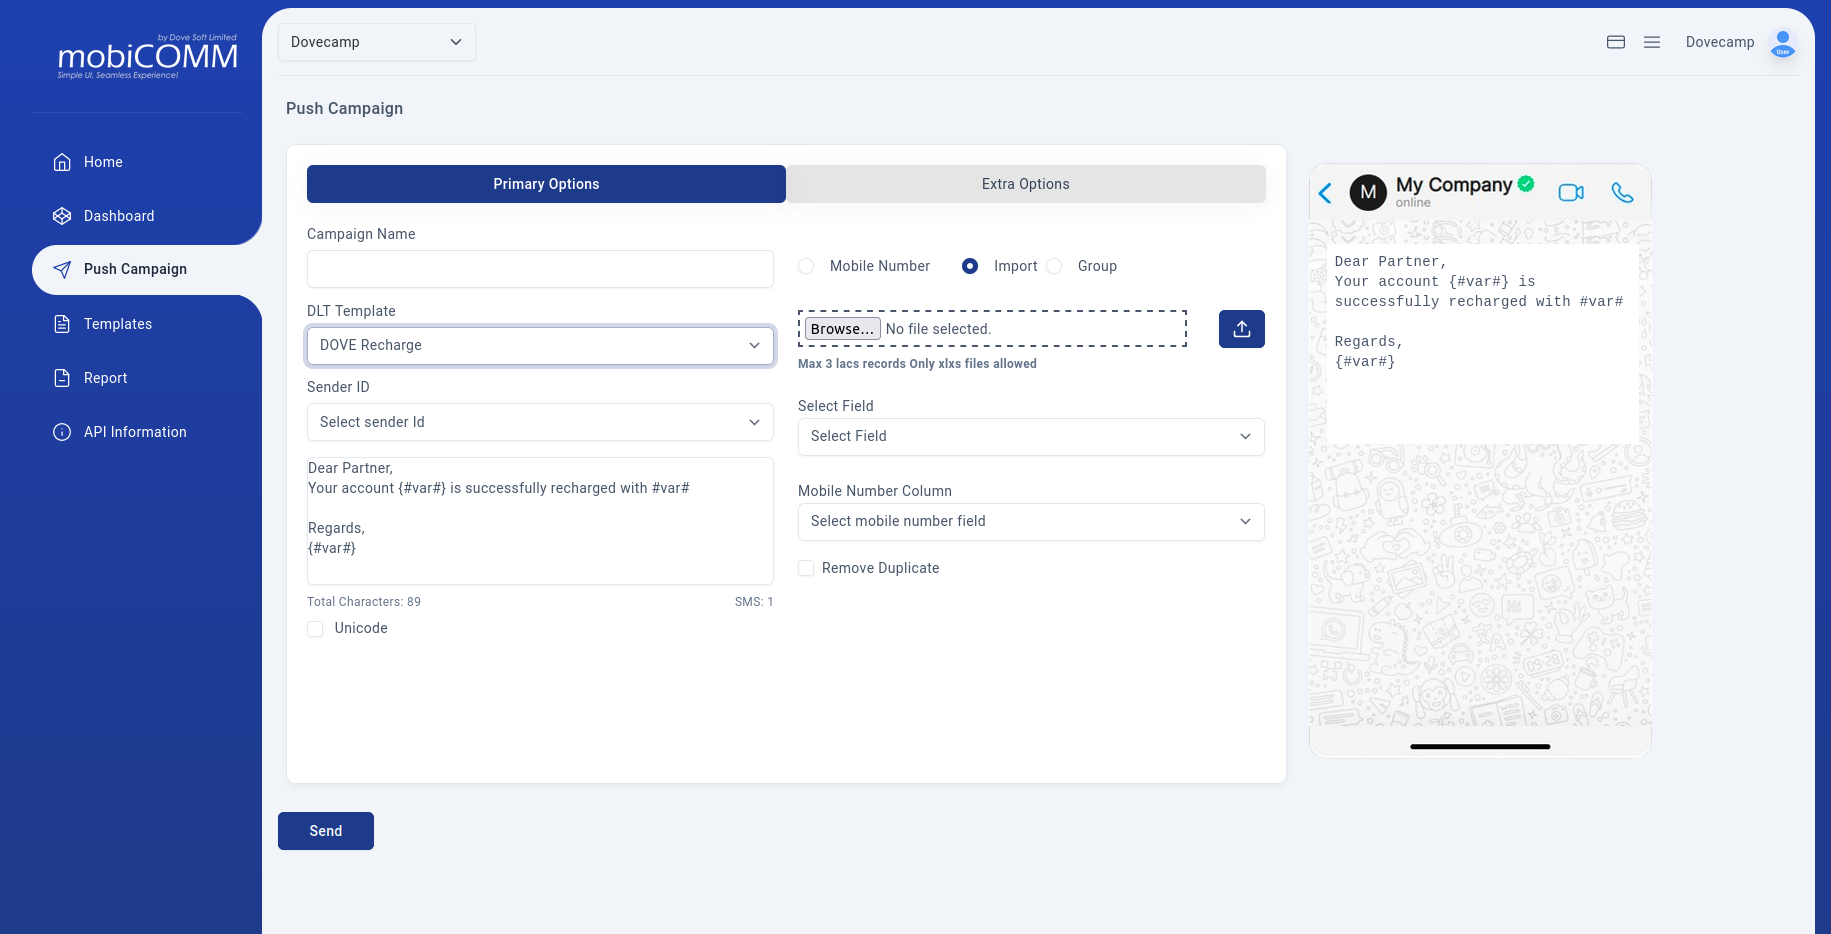 by Dove Soft Limited
mobiCOMM
Simple UI, Seamless Experience!
Home
Dashboard
Push Campaign
Templates
Report
API Information
Dovecamp
Dovecamp
User
Push Campaign
Primary Options
Extra Options
Campaign Name
DLT Template
DOVE Recharge
Sender ID
Select sender Id
Dear Partner,
Your account {#var#} is successfully recharged with #var#
Regards,
{#var#}
Total Characters: 89
SMS: 1
Unicode
Mobile Number
Import
Group
Browse...
No file selected.
Max 3 lacs records Only xlxs files allowed
Select Field
Select Field
Mobile Number Column
Select mobile number field
Remove Duplicate
Send
M
My Company
online
Dear Partner,
Your account {#var#} is
successfully recharged with #var#
Regards,
{#var#}
Hi
09:28